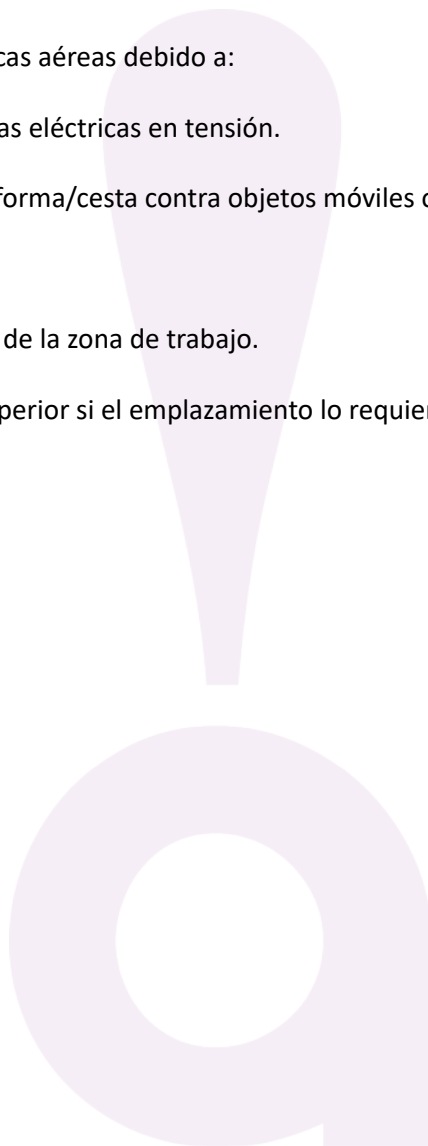 cas aéreas debido a:
as eléctricas en tensión.
forma/cesta contra objetos móviles o
de la zona de trabajo.
perior si el emplazamiento lo requier